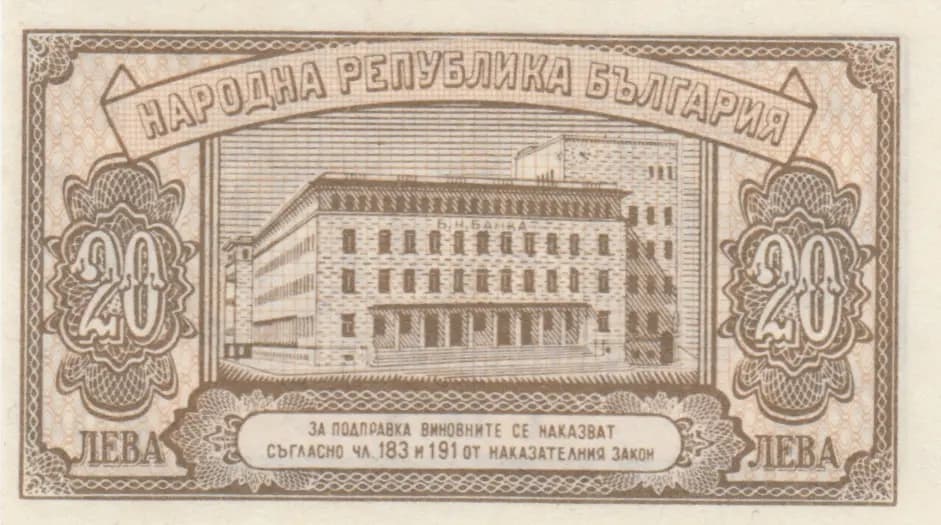 НАРОДНА РЕПУБЛИКА БЪЛГАРИЯ
Б.Н.БАНКА
20
20
ЛЕВА
ЛЕВА
ЗА ПОДПРАВКА ВИНОВНИТЕ СЕ НАКАЗВАТ
СЪГЛАСНО ЧЛ. 183 И 191 ОТ НАКАЗАТЕЛНИЯ ЗАКОН